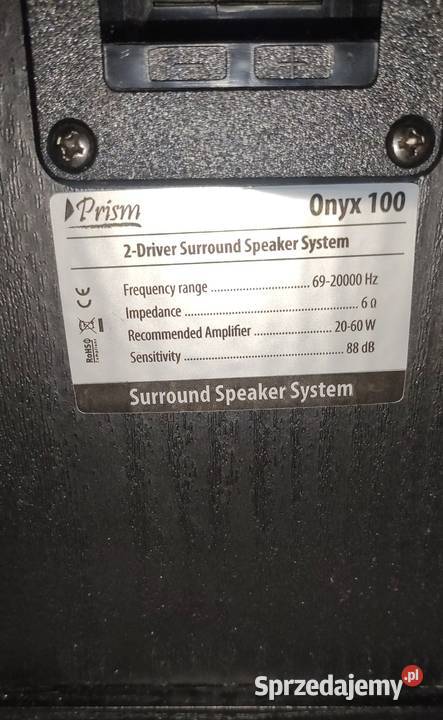 − +
Prism Onyx 100
2-Driver Surround Speaker System
Frequency range .............................. 69-20000 Hz
Impedance ..................................................... 6 Ω
Recommended Amplifier ........................ 20-60 W
Sensitivity ................................................... 88 dB
CE
RoHS
Surround Speaker System
Sprzedajemy.pl